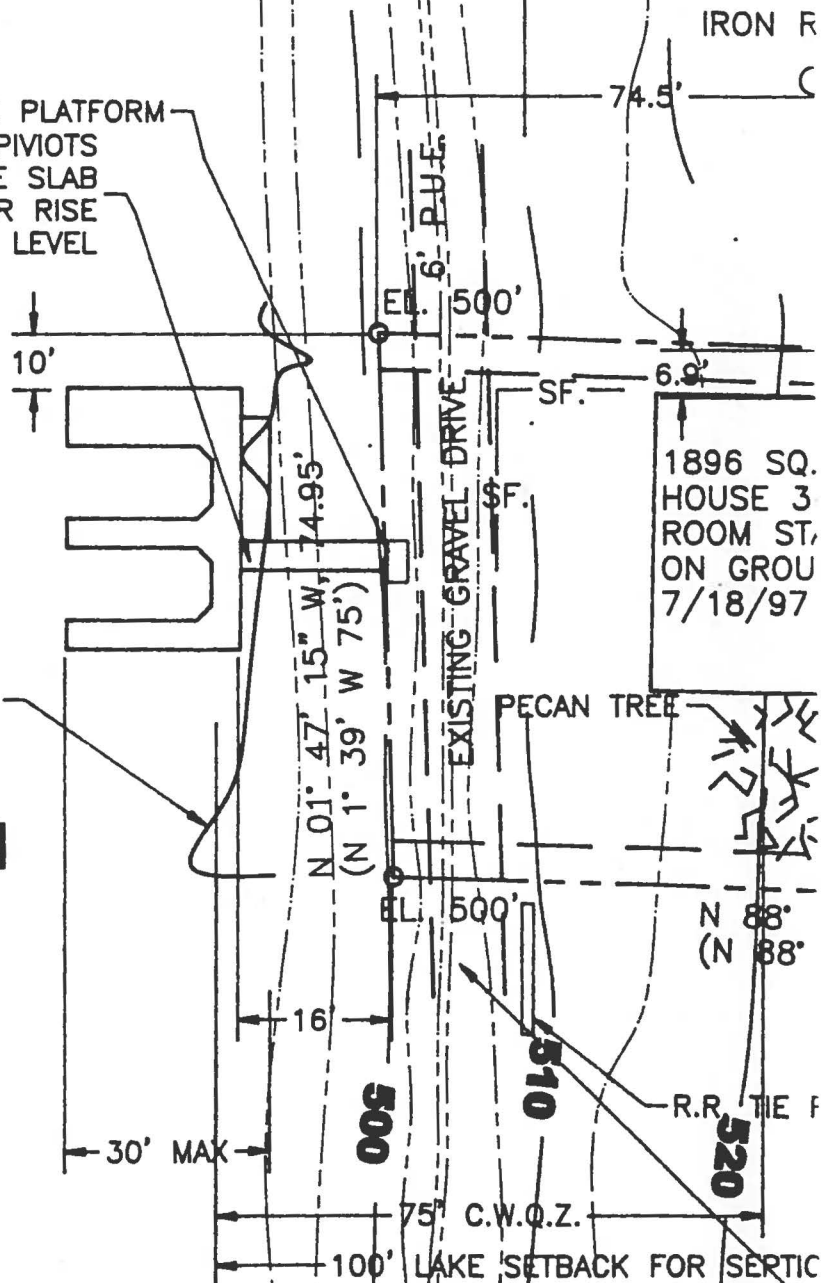 IRON R
74.5'
PLATFORM
PIVIOTS
E SLAB
R RISE
LEVEL
6' P.U.E.
EL. 500'
10'
6.9'
SF.
SF.
1896 SQ.
HOUSE 3
ROOM STA
ON GROU
7/18/97
EXISTING GRAVEL DRIVE
N 01° 47' 15" W, 74.95'
(N 1° 39' W 75')
PECAN TREE
EL. 500'
N 88°
(N 88°
16'
510
500
R.R. TIE
520
30' MAX
75' C.W.Q.Z.
100' LAKE SETBACK FOR SEPTIC